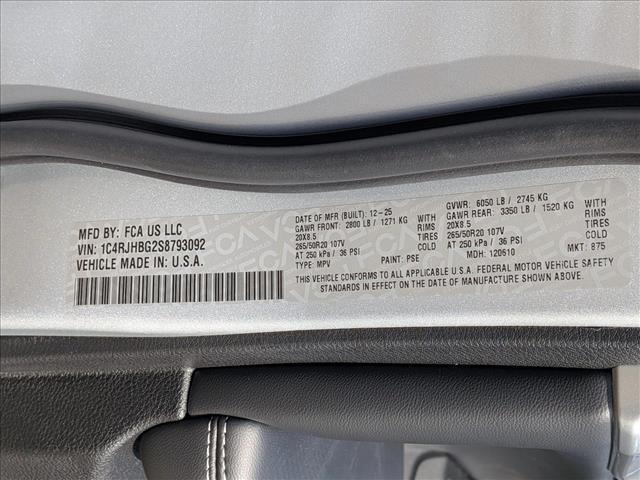 MFD BY: FCA US LLC
VIN: 1C4RJHBG2S8793092
VEHICLE MADE IN: U.S.A.
DATE OF MFR (BUILT): 12-25
GAWR FRONT: 2800 LB / 1271 KG WITH
20X8.5 RIMS
265/50R20 107V TIRES
AT 250 kPa / 36 PSI COLD
TYPE: MPV PAINT: PSE
GVWR: 6050 LB / 2745 KG
GAWR REAR: 3350 LB / 1520 KG WITH
20X8.5 RIMS
265/50R20 107V TIRES
AT 250 kPa / 36 PSI COLD
MDH: 120610 MKT: 875
THIS VEHICLE CONFORMS TO ALL APPLICABLE U.S.A. FEDERAL MOTOR VEHICLE SAFETY
STANDARDS IN EFFECT ON THE DATE OF MANUFACTURE SHOWN ABOVE.